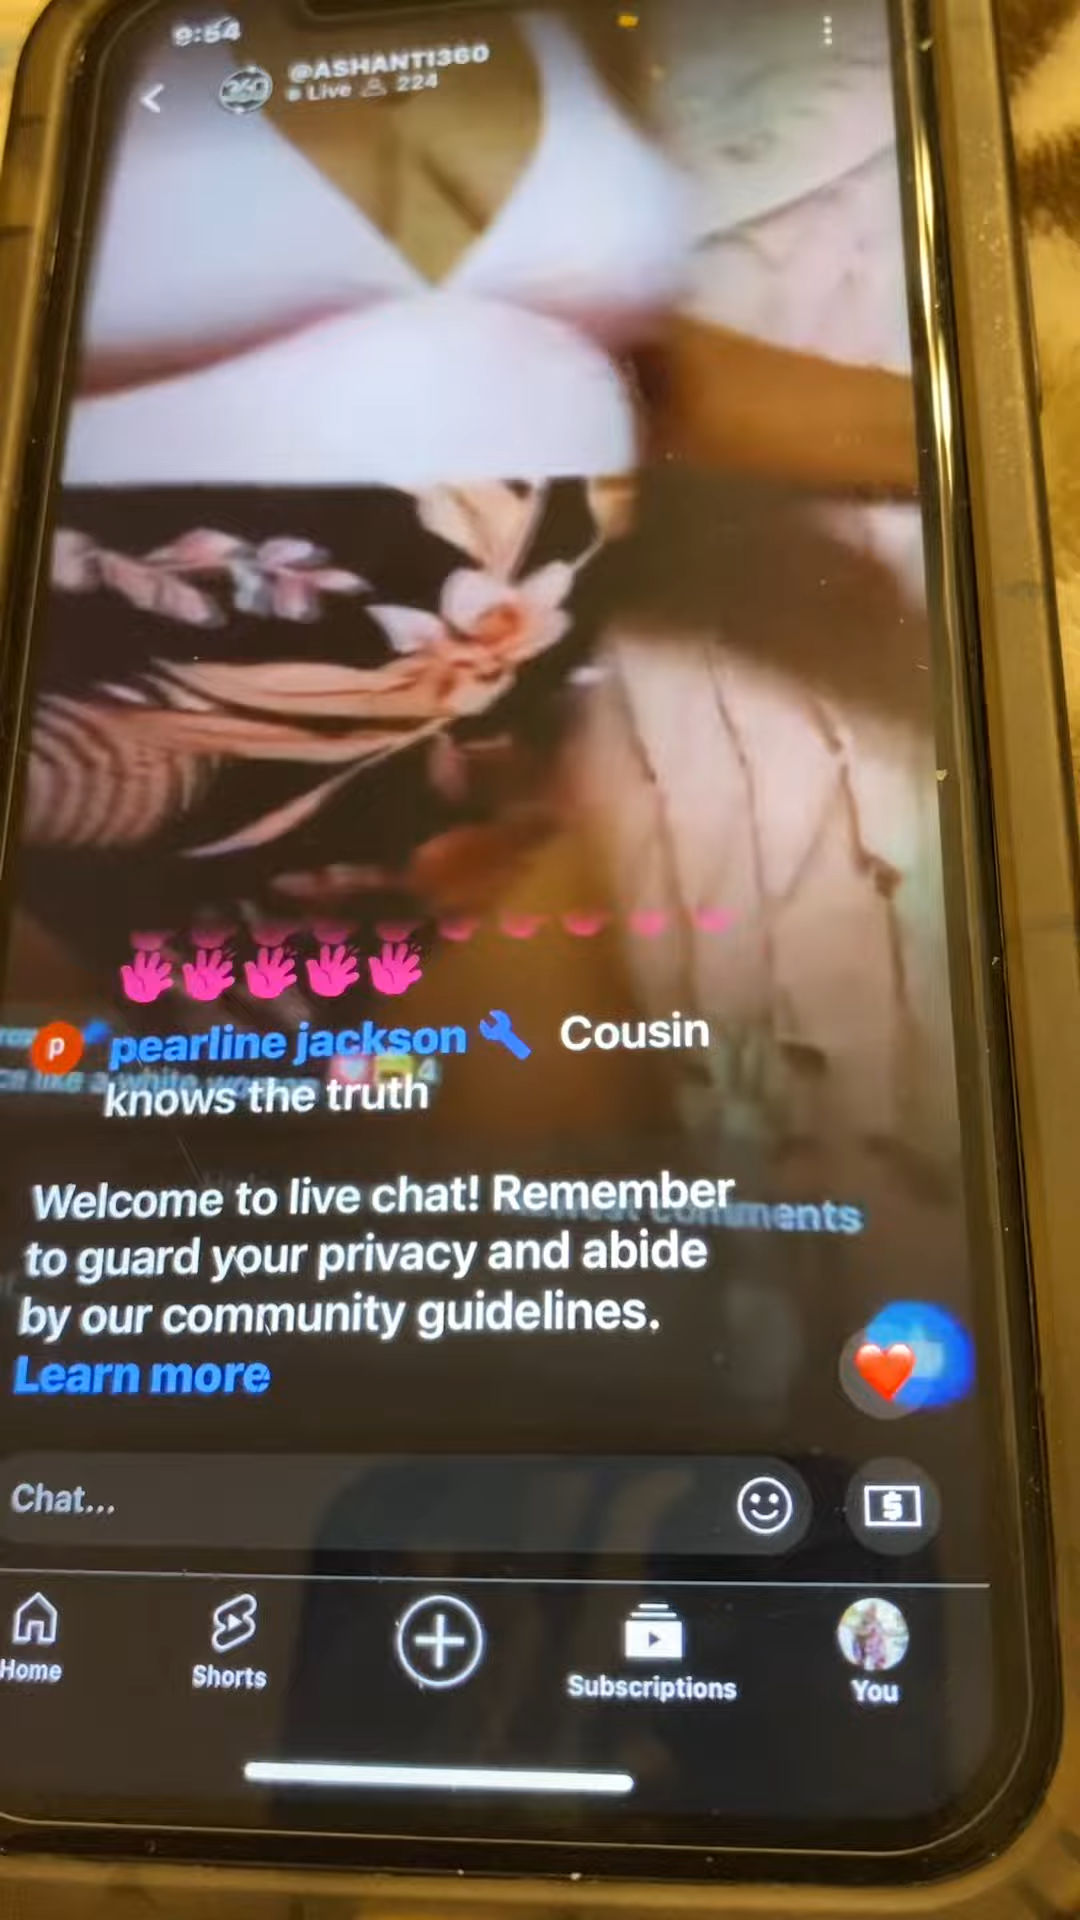 9:54
@ASHANTI360
Live 224
pearline jackson Cousin
knows the truth
Welcome to live chat! Remember
to guard your privacy and abide
by our community guidelines.
Learn more
comments
Chat...
Home
Shorts
Subscriptions
You